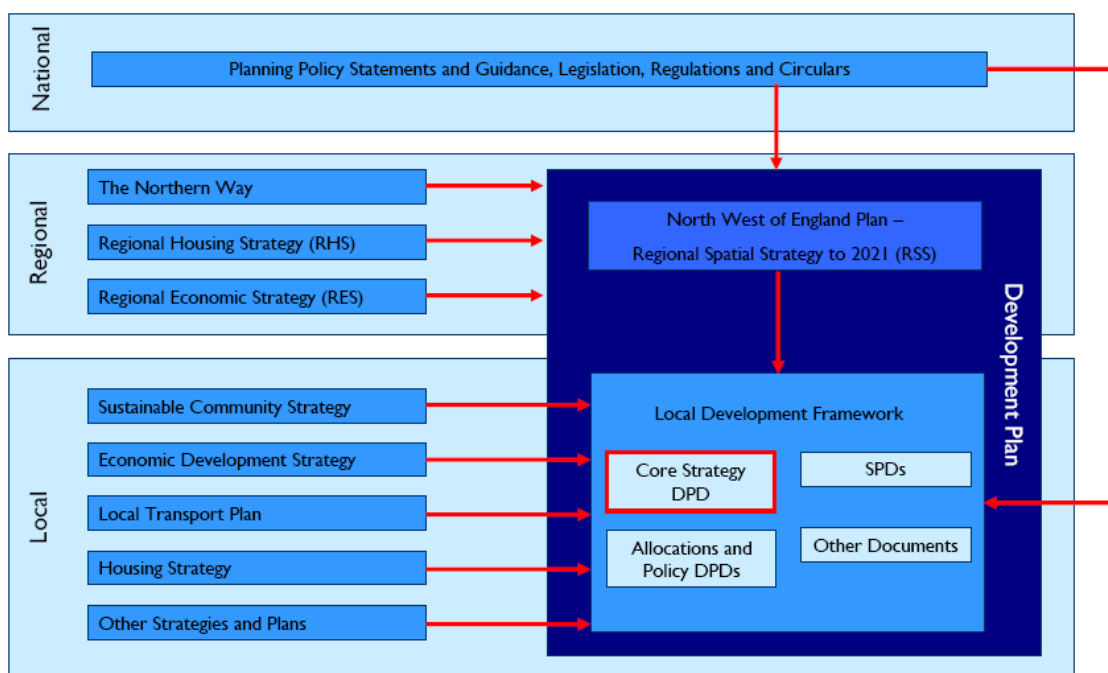 National
Planning Policy Statements and Guidance, Legislation, Regulations and Circulars
Regional
The Northern Way
Regional Housing Strategy (RHS)
Regional Economic Strategy (RES)
North West of England Plan –
Regional Spatial Strategy to 2021 (RSS)
Development Plan
Local
Sustainable Community Strategy
Economic Development Strategy
Local Transport Plan
Housing Strategy
Other Strategies and Plans
Local Development Framework
Core Strategy
DPD
SPDs
Allocations and
Policy DPDs
Other Documents